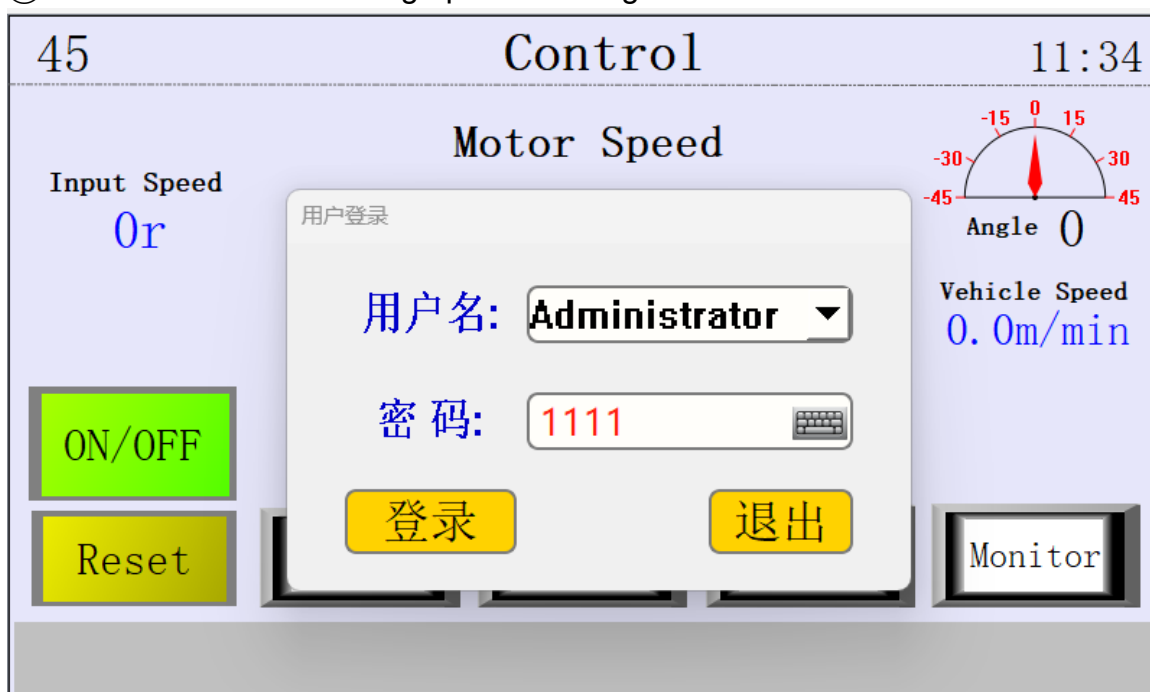 45
Control
11:34
Motor Speed
-45
-30
-15
0
15
30
45
Angle 0
Input Speed
0r
Vehicle Speed
0.0m/min
用户登录
用户名: Administrator
密 码: 1111
登录
退出
ON/OFF
Reset
Monitor